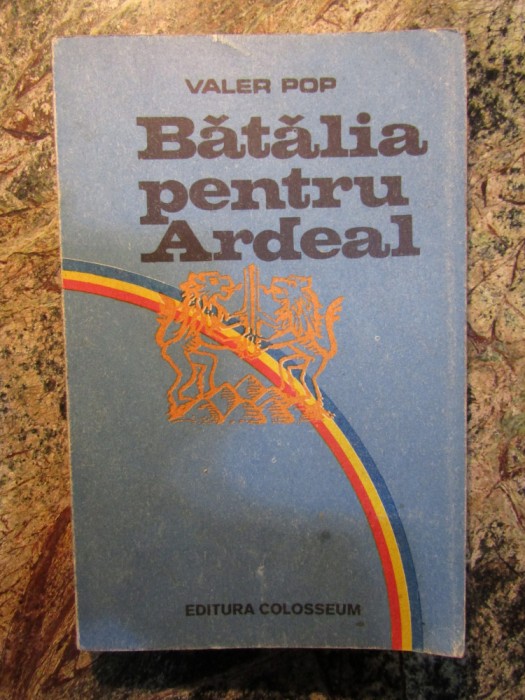 VALER POP
Bătălia
pentru
Ardeal
EDITURA COLOSSEUM